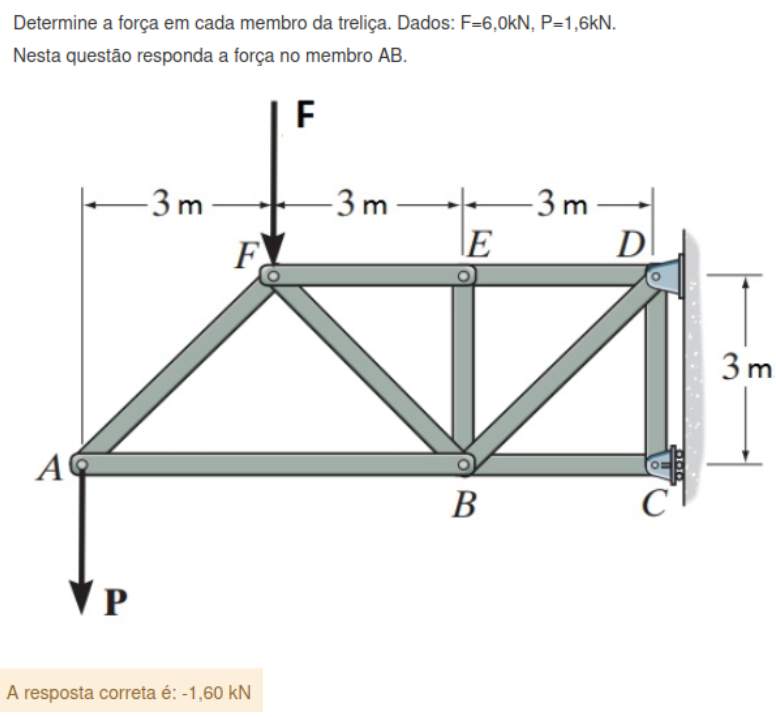 Determine a força em cada membro da treliça. Dados: F=6,0kN, P=1,6kN.
Nesta questão responda a força no membro AB.
F
3 m
3 m
3 m
F
E
D
3 m
A
B
C
P
A resposta correta é: -1,60 kN